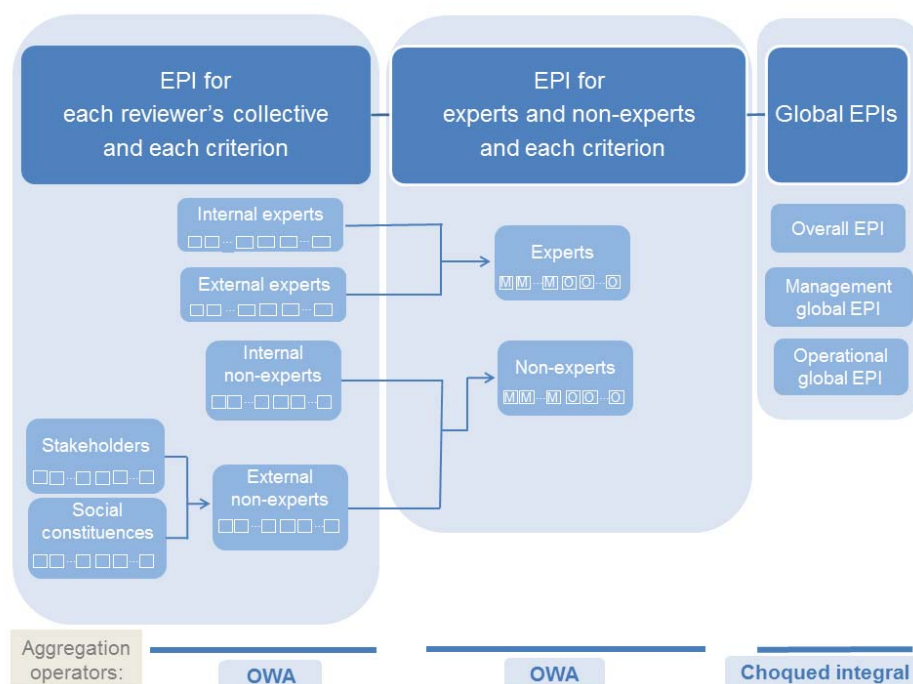 EPI for
each reviewer's collective
and each criterion
EPI for
experts and non-experts
and each criterion
Global EPIs
Internal experts
External experts
Internal
non-experts
Stakeholders
Social
constituences
External
non-experts
Experts
M M ... M O O ... O
Non-experts
M M ... M O O ... O
Overall EPI
Management
global EPI
Operational
global EPI
Aggregation
operators:
OWA
OWA
Choqued integral